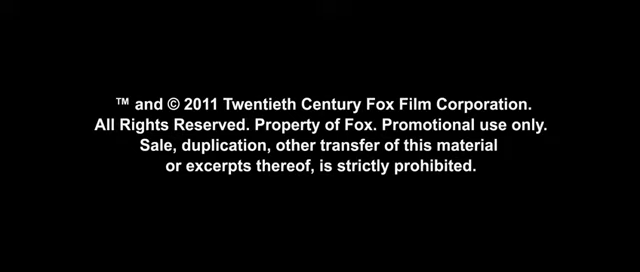 ™ and © 2011 Twentieth Century Fox Film Corporation.
All Rights Reserved. Property of Fox. Promotional use only.
Sale, duplication, other transfer of this material
or excerpts thereof, is strictly prohibited.